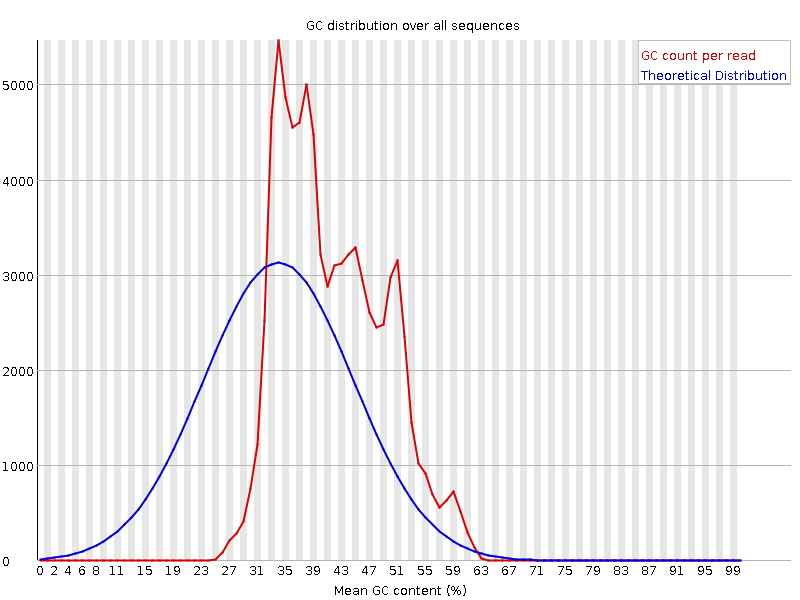 GC distribution over all sequences
GC count per read
Theoretical Distribution
5000
4000
3000
2000
1000
0
0 2 4 6 8 11 15 19 23 27 31 35 39 43 47 51 55 59 63 67 71 75 79 83 87 91 95 99
Mean GC content (%)